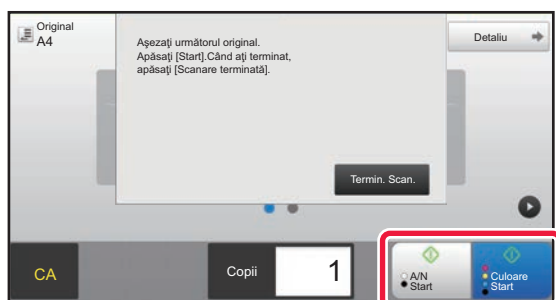 Original
A4
Aşezaţi următorul original.
Apăsaţi [Start].Când aţi terminat,
apăsaţi [Scanare terminată].
Detaliu
Termin. Scan.
CA
Copii
1
A/N
Start
Culoare
Start